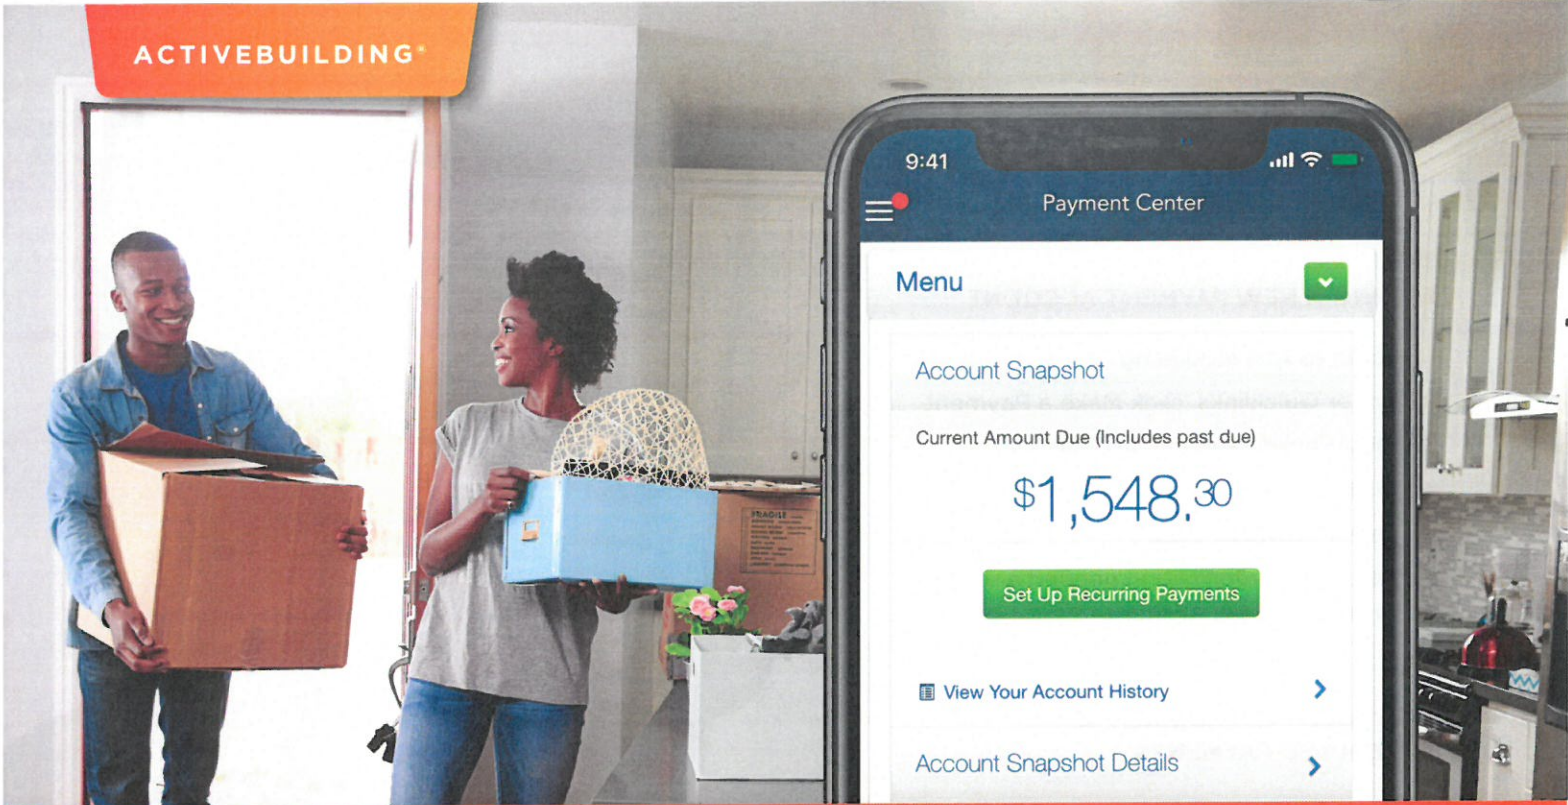 ACTIVEBUILDING
9:41
Payment Center
Menu
Account Snapshot
Current Amount Due (Includes past due)
$1,548.30
Set Up Recurring Payments
View Your Account History
Account Snapshot Details
FRAGILE